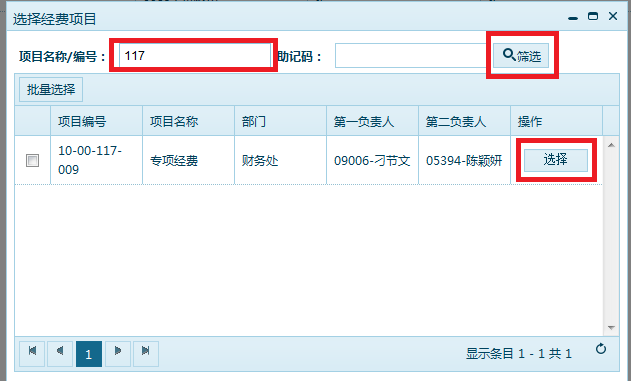 选择经费项目
项目名称/编号： 117 助记码： 筛选
批量选择
项目编号 项目名称 部门 第一负责人 第二负责人 操作
10-00-117-
009 专项经费 财务处 09006-刁节文 05394-陈颖妍 选择
1 显示条目 1 - 1 共 1